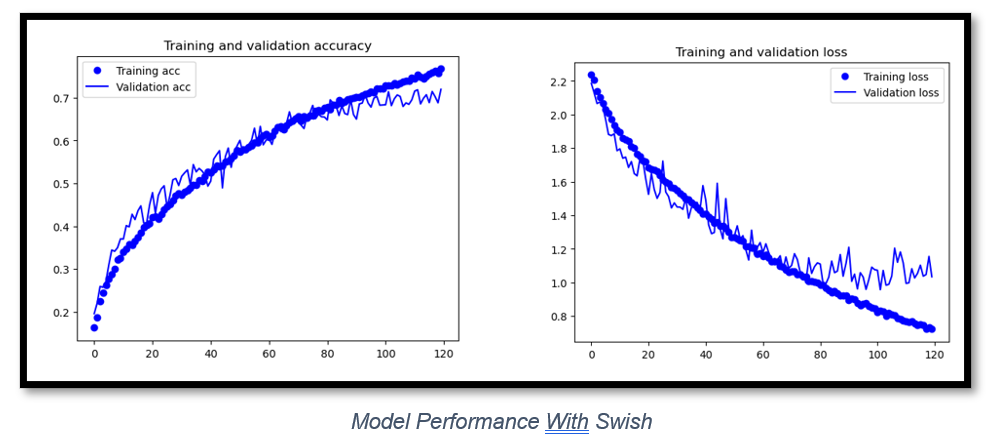 Training and validation accuracy
Training acc
Validation acc
0.7
0.6
0.5
0.4
0.3
0.2
0 20 40 60 80 100 120
Training and validation loss
Training loss
Validation loss
2.2
2.0
1.8
1.6
1.4
1.2
1.0
0.8
0 20 40 60 80 100 120
Model Performance With Swish